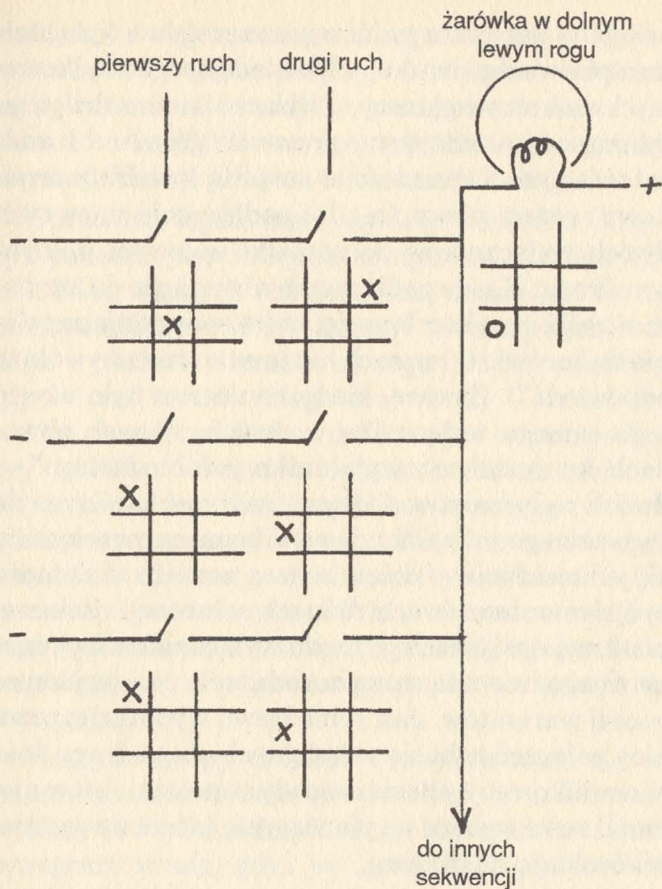 żarówka w dolnym
lewym rogu
pierwszy ruch
drugi ruch
+
–
x
x
o
–
x
x
–
x
x
do innych
sekwencji